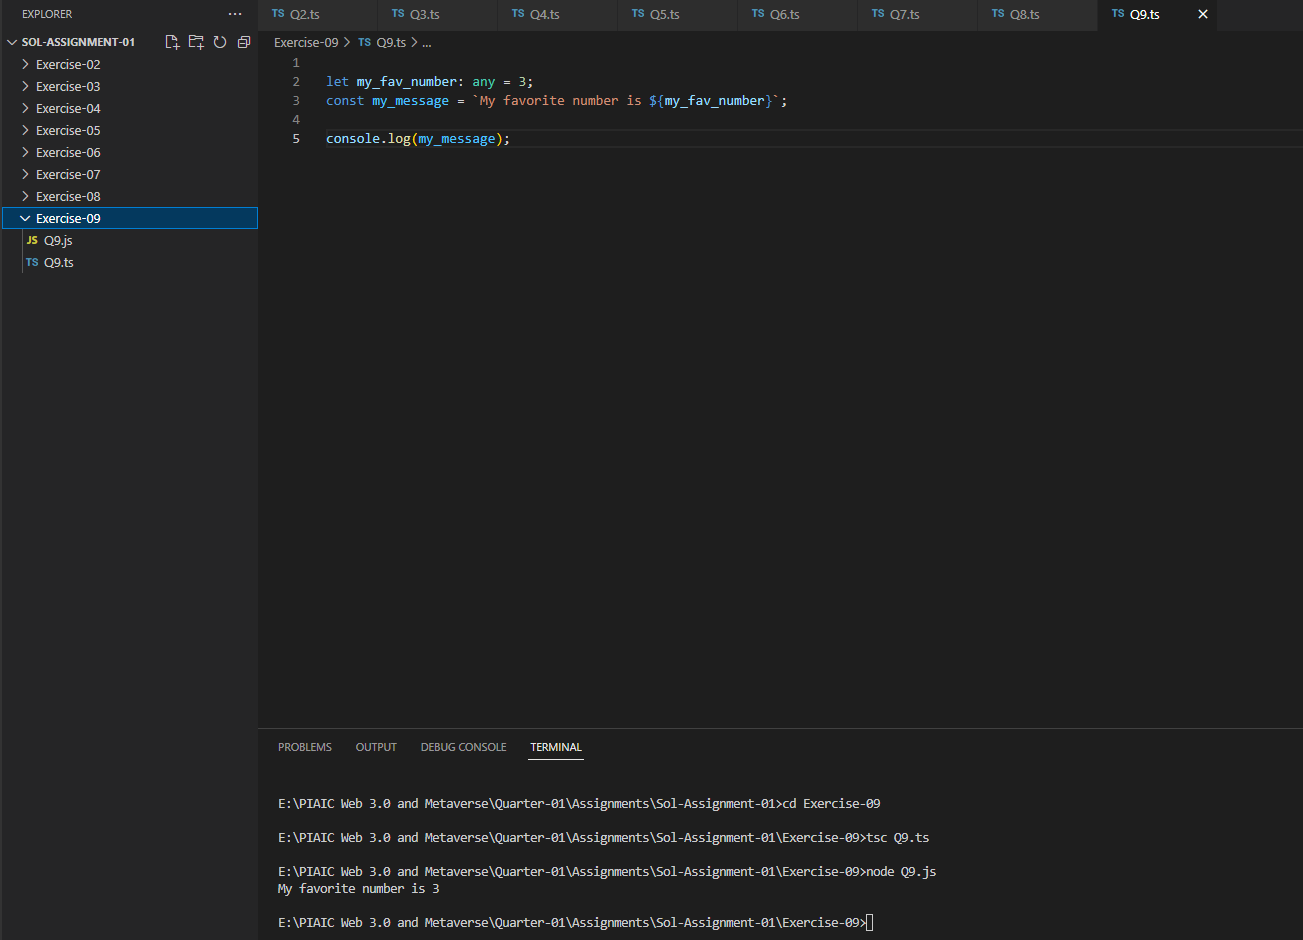 EXPLORER ...
SOL-ASSIGNMENT-01
Exercise-02
Exercise-03
Exercise-04
Exercise-05
Exercise-06
Exercise-07
Exercise-08
Exercise-09
JS Q9.js
TS Q9.ts
TS Q2.ts TS Q3.ts TS Q4.ts TS Q5.ts TS Q6.ts TS Q7.ts TS Q8.ts TS Q9.ts
Exercise-09 > TS Q9.ts > ...
1
2 let my_fav_number: any = 3;
3 const my_message = `My favorite number is ${my_fav_number}`;
4
5 console.log(my_message);
PROBLEMS OUTPUT DEBUG CONSOLE TERMINAL
E:\PIAIC Web 3.0 and Metaverse\Quarter-01\Assignments\Sol-Assignment-01>cd Exercise-09
E:\PIAIC Web 3.0 and Metaverse\Quarter-01\Assignments\Sol-Assignment-01\Exercise-09>tsc Q9.ts
E:\PIAIC Web 3.0 and Metaverse\Quarter-01\Assignments\Sol-Assignment-01\Exercise-09>node Q9.js
My favorite number is 3
E:\PIAIC Web 3.0 and Metaverse\Quarter-01\Assignments\Sol-Assignment-01\Exercise-09>